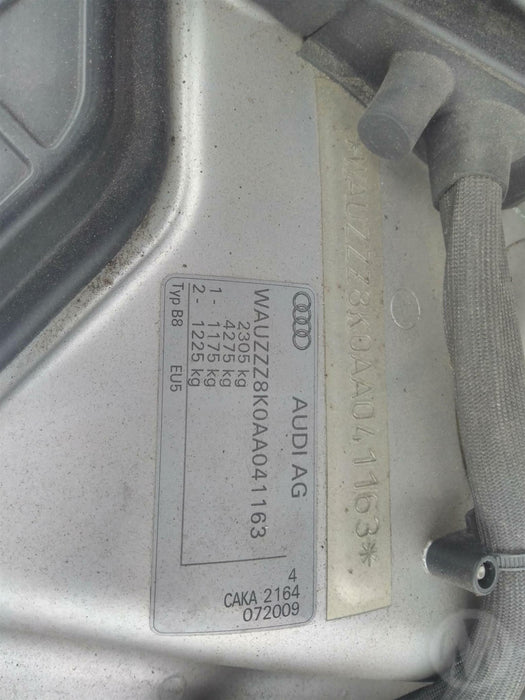 WAUZZZ8K0AA041163*
AUDI AG
WAUZZZ8K0AA041163
2305 kg
4275 kg
1- 1175 kg
2- 1225 kg
Typ B8 EU5
4
CAKA 2164
072009